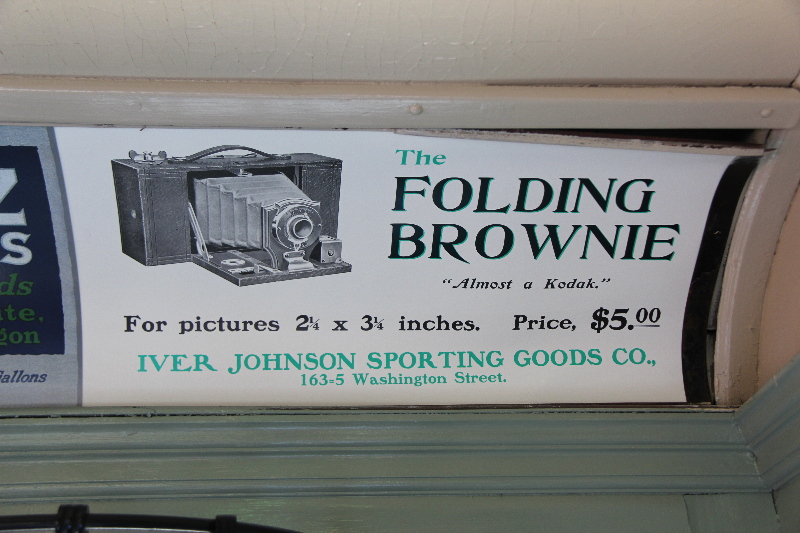 The
FOLDING
BROWNIE
"Almost a Kodak."
For pictures 2¼ x 3¼ inches. Price, $5.00
IVER JOHNSON SPORTING GOODS CO.,
163=5 Washington Street.
Gallons